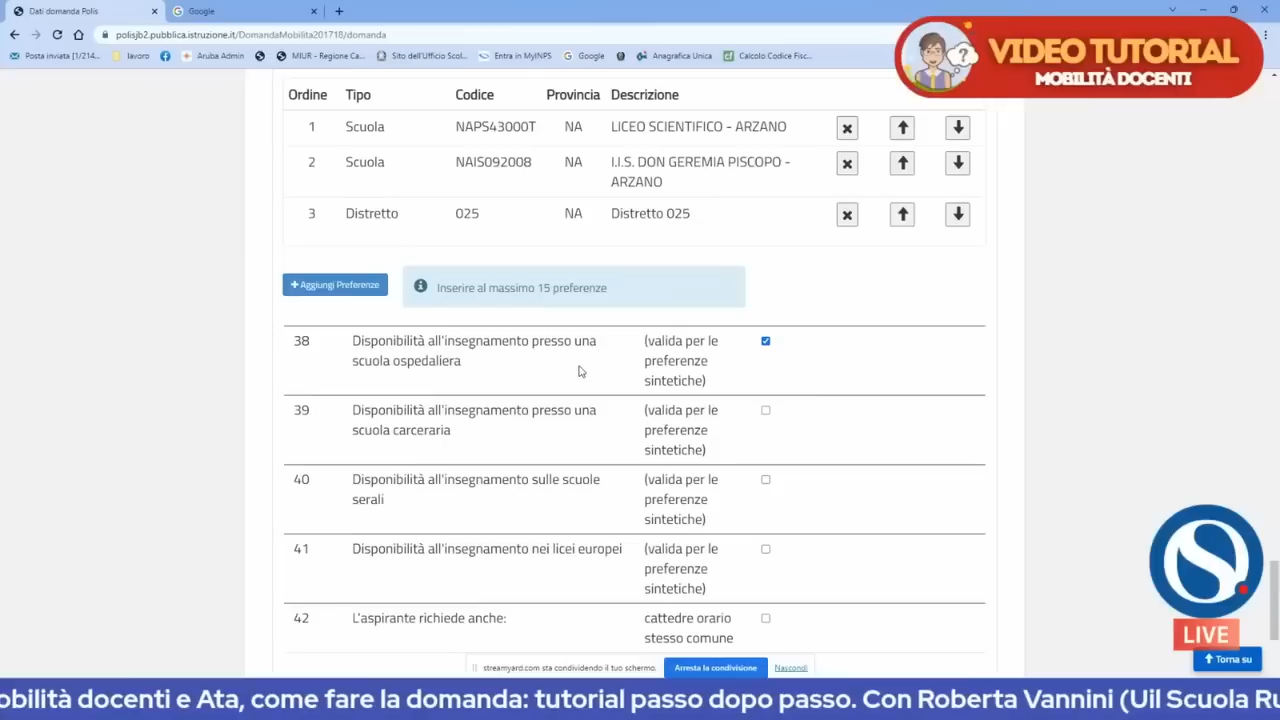 Dati domanda Polis
Google
polisjb2.pubblica.istruzione.it/DomandaMobilita201718/domanda
Posta inviata [1/214...
lavoro
Aruba Admin
MIUR - Regione Ca...
Sito dell'Ufficio Scol...
Entra in MyINPS
Google
Anagrafica Unica
Calcolo Codice Fisc...
VIDEO TUTORIAL
MOBILITÀ DOCENTI
Ordine Tipo Codice Provincia Descrizione
1 Scuola NAPS43000T NA LICEO SCIENTIFICO - ARZANO
2 Scuola NAIS092008 NA I.I.S. DON GEREMIA PISCOPO -
ARZANO
3 Distretto 025 NA Distretto 025
+ Aggiungi Preferenze
Inserire al massimo 15 preferenze
38 Disponibilità all'insegnamento presso una (valida per le
scuola ospedaliera preferenze
sintetiche)
39 Disponibilità all'insegnamento presso una (valida per le
scuola carceraria preferenze
sintetiche)
40 Disponibilità all'insegnamento sulle scuole (valida per le
serali preferenze
sintetiche)
41 Disponibilità all'insegnamento nei licei europei (valida per le
preferenze
sintetiche)
42 L'aspirante richiede anche: cattedre orario
stesso comune
streamyard.com sta condividendo il tuo schermo. Arresta la condivisione Nascondi
LIVE
Torna su
obilità docenti e Ata, come fare la domanda: tutorial passo dopo passo. Con Roberta Vannini (Uil Scuola Ru